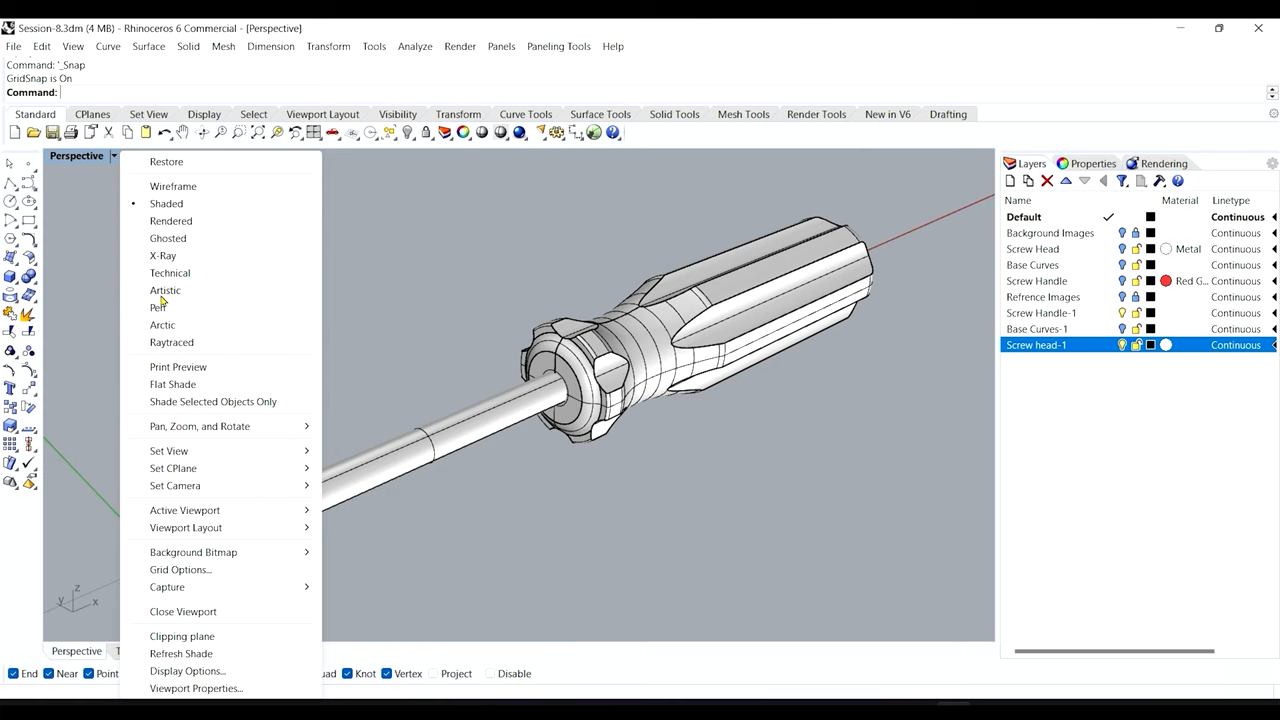 Session-8.3dm (4 MB) - Rhinoceros 6 Commercial - [Perspective]
File Edit View Curve Surface Solid Mesh Dimension Transform Tools Analyze Render Panels Paneling Tools Help
Command: '_Snap
GridSnap is On
Command:
Standard CPlanes Set View Display Select Viewport Layout Visibility Transform Curve Tools Surface Tools Solid Tools Mesh Tools Render Tools New in V6 Drafting
Perspective
Restore
Wireframe
Shaded
Rendered
Ghosted
X-Ray
Technical
Artistic
Pen
Arctic
Raytraced
Print Preview
Flat Shade
Shade Selected Objects Only
Pan, Zoom, and Rotate
Set View
Set CPlane
Set Camera
Active Viewport
Viewport Layout
Background Bitmap
Grid Options...
Capture
Close Viewport
Clipping plane
Refresh Shade
Display Options...
Viewport Properties...
z
y x
Layers Properties Rendering
Name Material Linetype
Default Continuous
Background Images Continuous
Screw Head Metal Continuous
Base Curves Continuous
Screw Handle Red G... Continuous
Refrence Images Continuous
Screw Handle-1 Continuous
Base Curves-1 Continuous
Screw head-1 Continuous
Perspective T
End Near Point uad Knot Vertex Project Disable